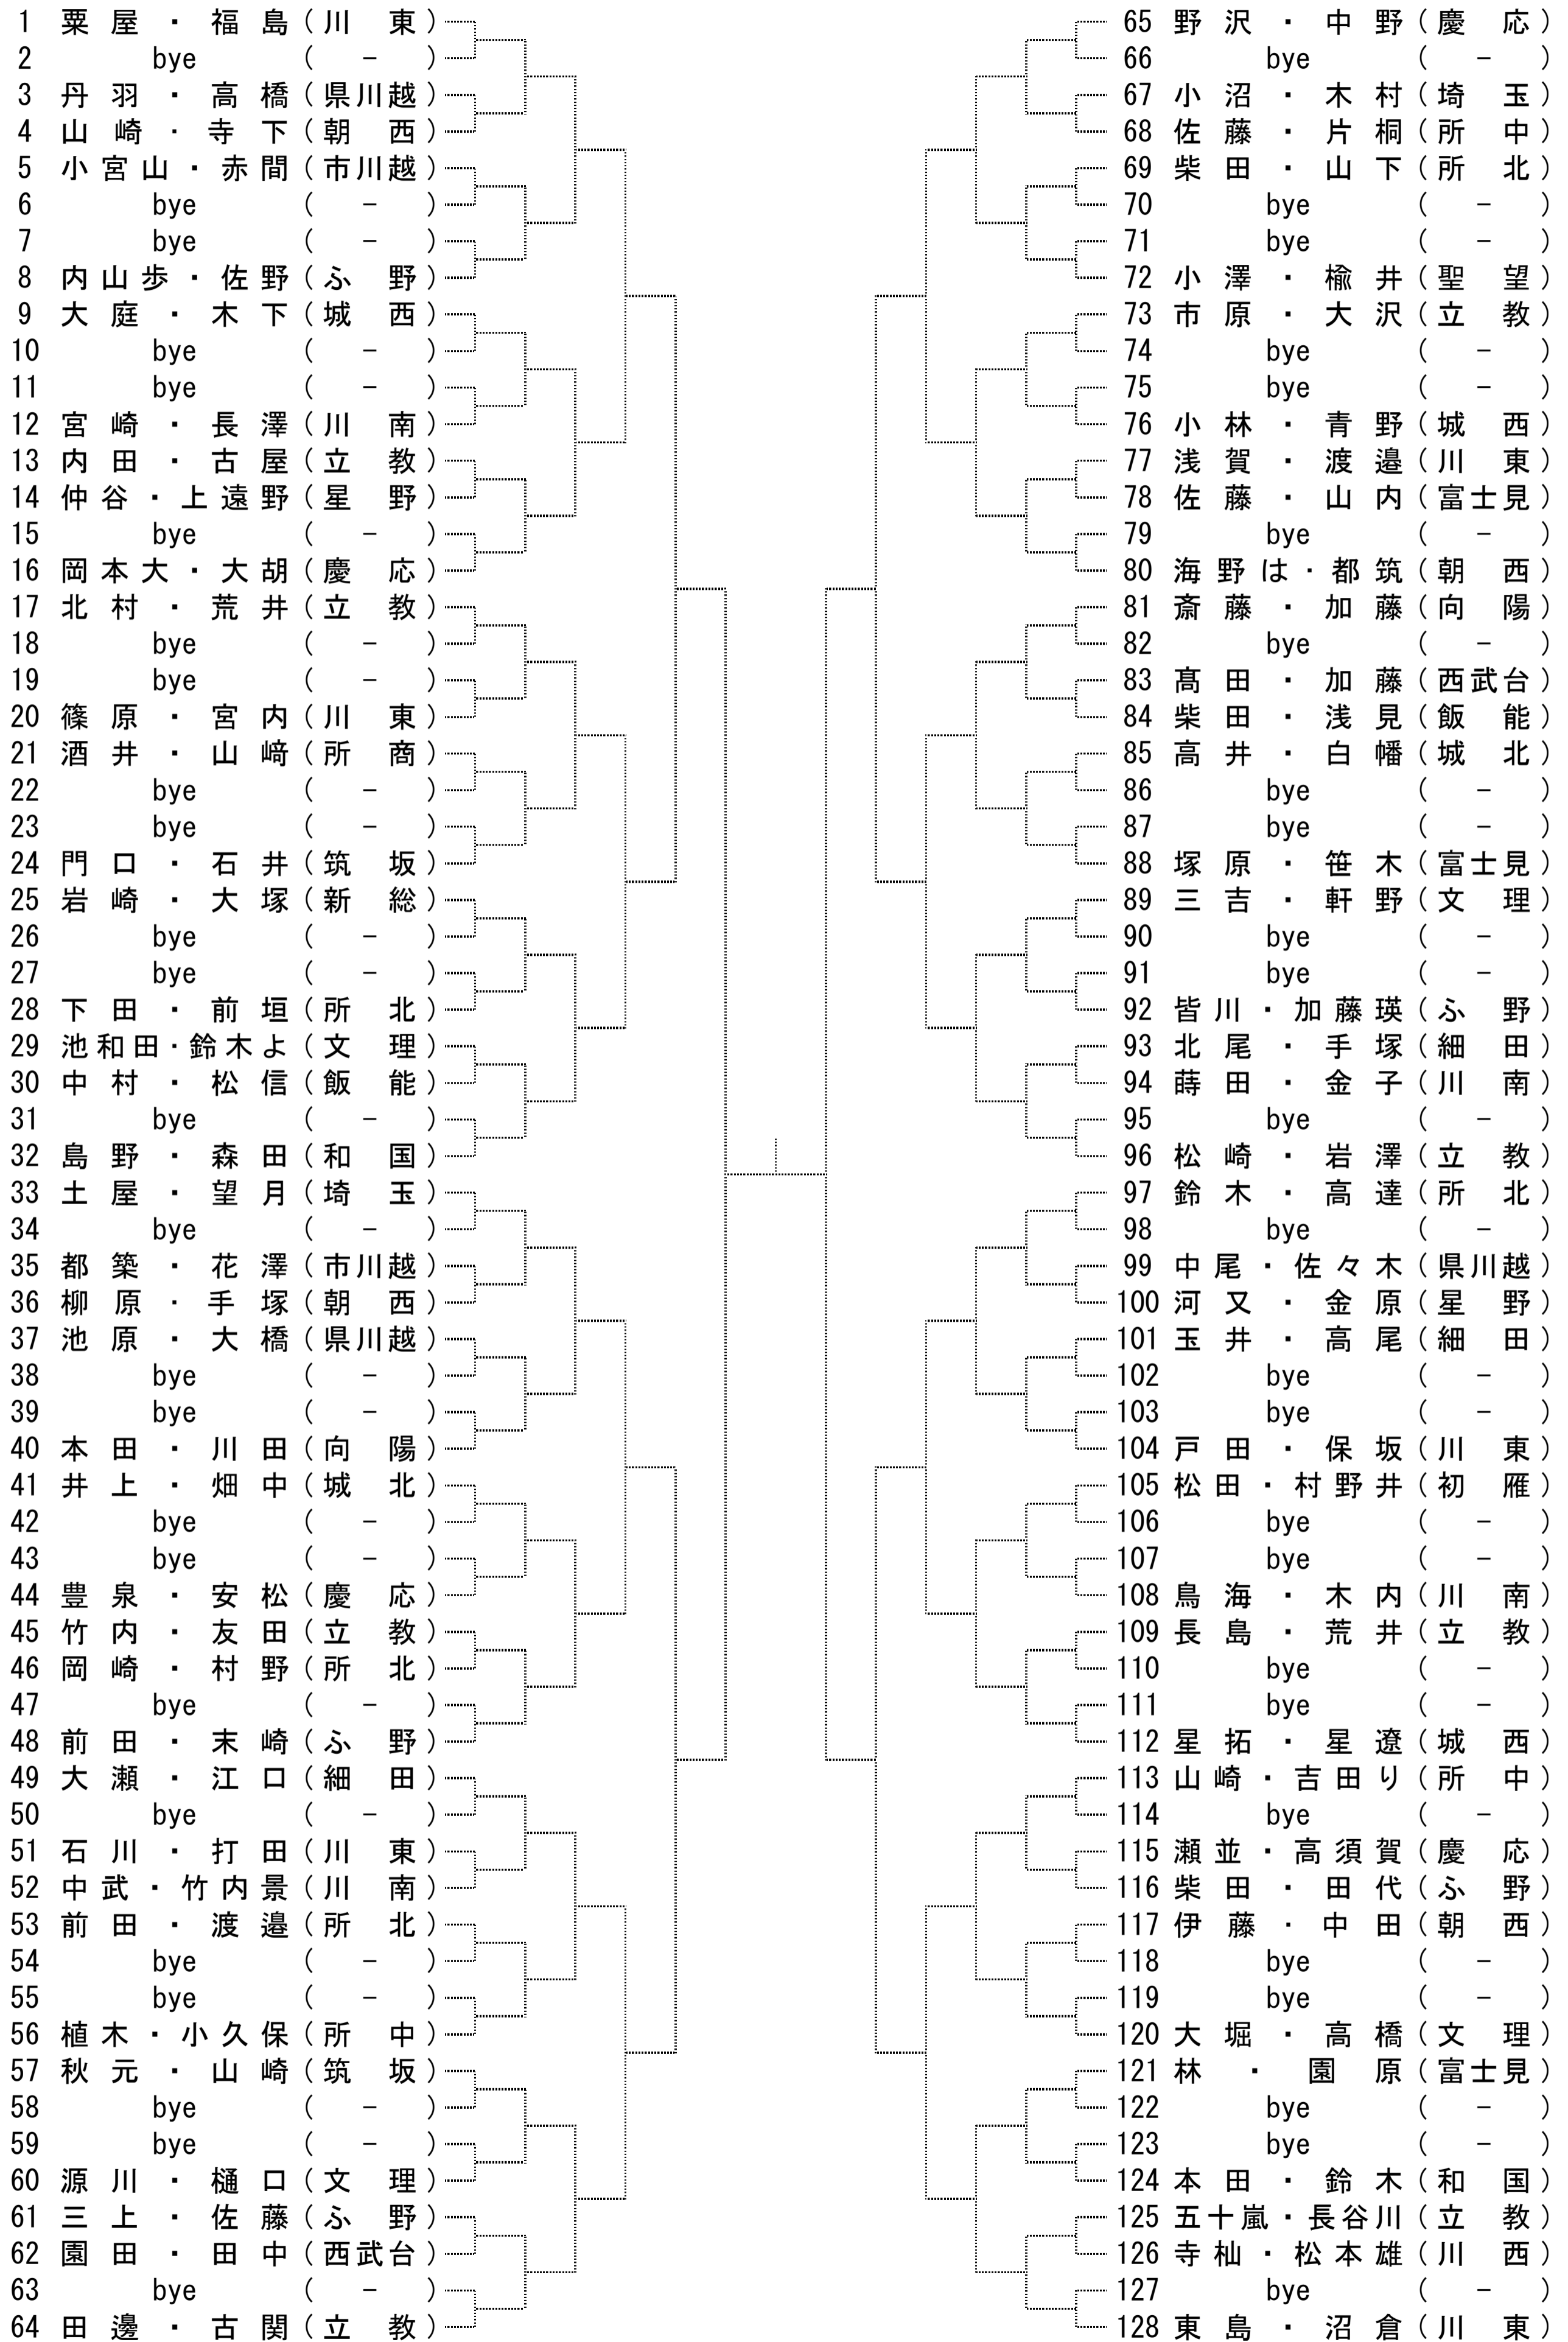 1 粟屋・福島(川東)
2 bye (-)
3 丹羽・高橋(県川越)
4 山崎・寺下(朝西)
5 小宮山・赤間(市川越)
6 bye (-)
7 bye (-)
8 内山歩・佐野(ふ野)
9 大庭・木下(城西)
10 bye (-)
11 bye (-)
12 宮崎・長澤(川南)
13 内田・古屋(立教)
14 仲谷・上遠野(星野)
15 bye (-)
16 岡本大・大胡(慶応)
17 北村・荒井(立教)
18 bye (-)
19 bye (-)
20 篠原・宮内(川東)
21 酒井・山﨑(所商)
22 bye (-)
23 bye (-)
24 門口・石井(筑坂)
25 岩崎・大塚(新総)
26 bye (-)
27 bye (-)
28 下田・前垣(所北)
29 池和田・鈴木よ(文理)
30 中村・松信(飯能)
31 bye (-)
32 島野・森田(和国)
33 土屋・望月(埼玉)
34 bye (-)
35 都築・花澤(市川越)
36 柳原・手塚(朝西)
37 池原・大橋(県川越)
38 bye (-)
39 bye (-)
40 本田・川田(向陽)
41 井上・畑中(城北)
42 bye (-)
43 bye (-)
44 豊泉・安松(慶応)
45 竹内・友田(立教)
46 岡崎・村野(所北)
47 bye (-)
48 前田・末崎(ふ野)
49 大瀬・江口(細田)
50 bye (-)
51 石川・打田(川東)
52 中武・竹内景(川南)
53 前田・渡邉(所北)
54 bye (-)
55 bye (-)
56 植木・小久保(所中)
57 秋元・山崎(筑坂)
58 bye (-)
59 bye (-)
60 源川・樋口(文理)
61 三上・佐藤(ふ野)
62 園田・田中(西武台)
63 bye (-)
64 田邊・古関(立教)
65 野沢・中野(慶応)
66 bye (-)
67 小沼・木村(埼玉)
68 佐藤・片桐(所中)
69 柴田・山下(所北)
70 bye (-)
71 bye (-)
72 小澤・楡井(聖望)
73 市原・大沢(立教)
74 bye (-)
75 bye (-)
76 小林・青野(城西)
77 浅賀・渡邉(川東)
78 佐藤・山内(富士見)
79 bye (-)
80 海野は・都筑(朝西)
81 斎藤・加藤(向陽)
82 bye (-)
83 髙田・加藤(西武台)
84 柴田・浅見(飯能)
85 高井・白幡(城北)
86 bye (-)
87 bye (-)
88 塚原・笹木(富士見)
89 三吉・軒野(文理)
90 bye (-)
91 bye (-)
92 皆川・加藤瑛(ふ野)
93 北尾・手塚(細田)
94 蒔田・金子(川南)
95 bye (-)
96 松崎・岩澤(立教)
97 鈴木・高達(所北)
98 bye (-)
99 中尾・佐々木(県川越)
100 河又・金原(星野)
101 玉井・高尾(細田)
102 bye (-)
103 bye (-)
104 戸田・保坂(川東)
105 松田・村野井(初雁)
106 bye (-)
107 bye (-)
108 鳥海・木内(川南)
109 長島・荒井(立教)
110 bye (-)
111 bye (-)
112 星拓・星遼(城西)
113 山崎・吉田り(所中)
114 bye (-)
115 瀬並・高須賀(慶応)
116 柴田・田代(ふ野)
117 伊藤・中田(朝西)
118 bye (-)
119 bye (-)
120 大堀・高橋(文理)
121 林・園原(富士見)
122 bye (-)
123 bye (-)
124 本田・鈴木(和国)
125 五十嵐・長谷川(立教)
126 寺杣・松本雄(川西)
127 bye (-)
128 東島・沼倉(川東)